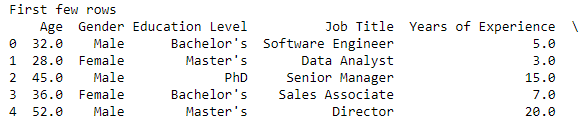 First few rows
Age Gender Education Level Job Title Years of Experience \
0 32.0 Male Bachelor's Software Engineer 5.0
1 28.0 Female Master's Data Analyst 3.0
2 45.0 Male PhD Senior Manager 15.0
3 36.0 Female Bachelor's Sales Associate 7.0
4 52.0 Male Master's Director 20.0